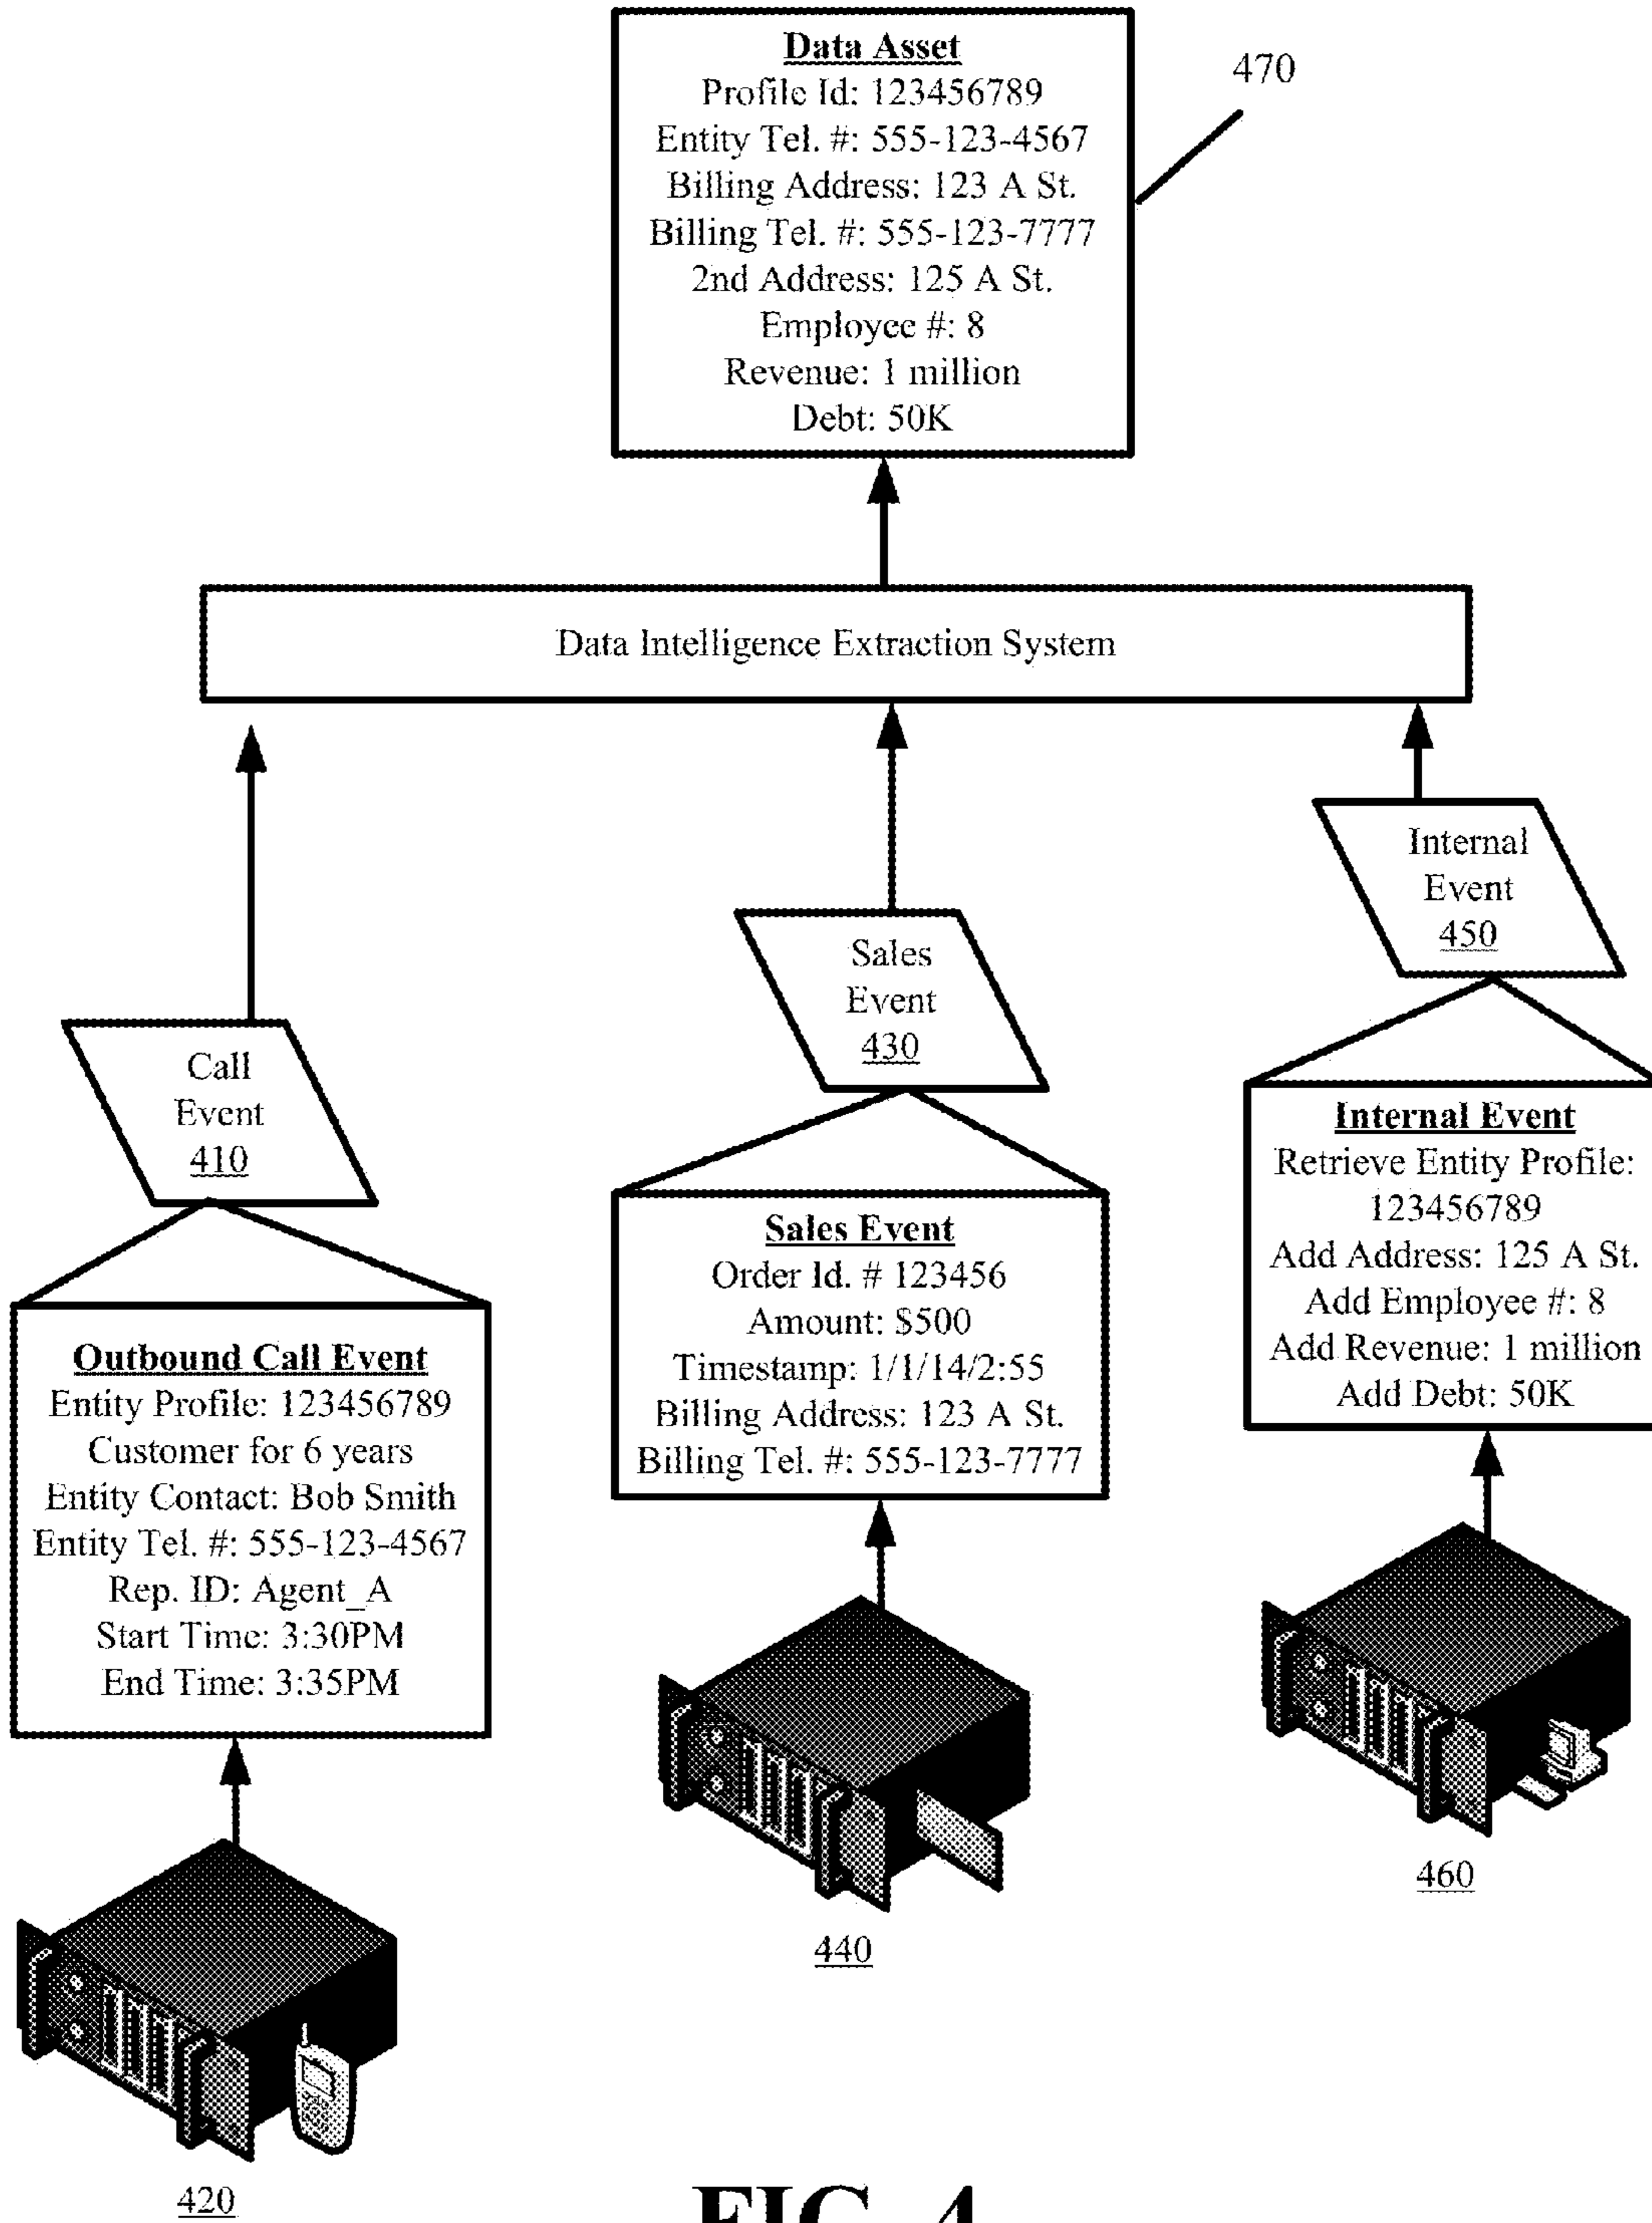 Data Asset
Profile Id: 123456789
Entity Tel. #: 555-123-4567
Billing Address: 123 A St.
Billing Tel. #: 555-123-7777
2nd Address: 125 A St.
Employee #: 8
Revenue: 1 million
Debt: 50K
470
Data Intelligence Extraction System
Internal
Event
450
Sales
Event
430
Call
Event
410
Internal Event
Retrieve Entity Profile:
123456789
Add Address: 125 A St.
Add Employee #: 8
Add Revenue: 1 million
Add Debt: 50K
Sales Event
Order Id. # 123456
Amount: $500
Timestamp: 1/1/14/2:55
Billing Address: 123 A St.
Billing Tel. #: 555-123-7777
Outbound Call Event
Entity Profile: 123456789
Customer for 6 years
Entity Contact: Bob Smith
Entity Tel. #: 555-123-4567
Rep. ID: Agent_A
Start Time: 3:30PM
End Time: 3:35PM
460
440
420
FIG. 4